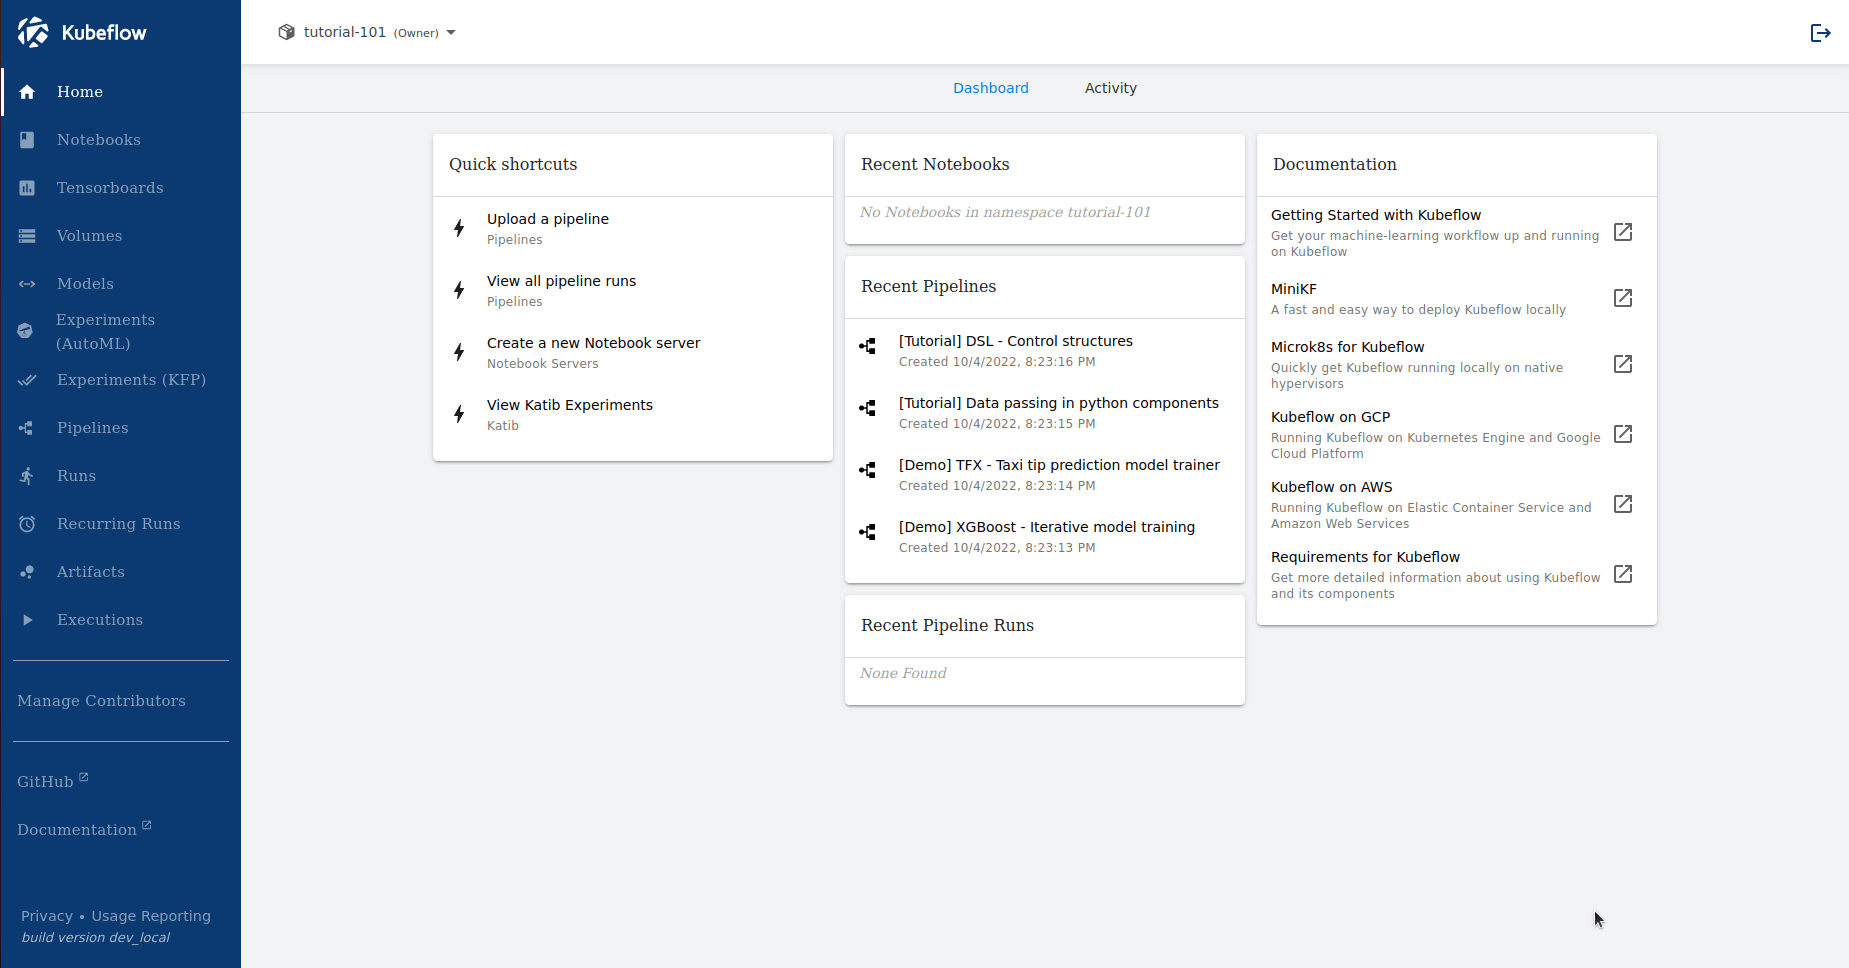 Kubeflow
tutorial-101 (Owner)
Home
Notebooks
Tensorboards
Volumes
Models
Experiments
(AutoML)
Experiments (KFP)
Pipelines
Runs
Recurring Runs
Artifacts
Executions
Manage Contributors
GitHub
Documentation
Privacy • Usage Reporting
build version dev_local
Dashboard Activity
Quick shortcuts
Upload a pipeline
Pipelines
View all pipeline runs
Pipelines
Create a new Notebook server
Notebook Servers
View Katib Experiments
Katib
Recent Notebooks
No Notebooks in namespace tutorial-101
Recent Pipelines
[Tutorial] DSL - Control structures
Created 10/4/2022, 8:23:16 PM
[Tutorial] Data passing in python components
Created 10/4/2022, 8:23:15 PM
[Demo] TFX - Taxi tip prediction model trainer
Created 10/4/2022, 8:23:14 PM
[Demo] XGBoost - Iterative model training
Created 10/4/2022, 8:23:13 PM
Recent Pipeline Runs
None Found
Documentation
Getting Started with Kubeflow
Get your machine-learning workflow up and running
on Kubeflow
MiniKF
A fast and easy way to deploy Kubeflow locally
Microk8s for Kubeflow
Quickly get Kubeflow running locally on native
hypervisors
Kubeflow on GCP
Running Kubeflow on Kubernetes Engine and Google
Cloud Platform
Kubeflow on AWS
Running Kubeflow on Elastic Container Service and
Amazon Web Services
Requirements for Kubeflow
Get more detailed information about using Kubeflow
and its components